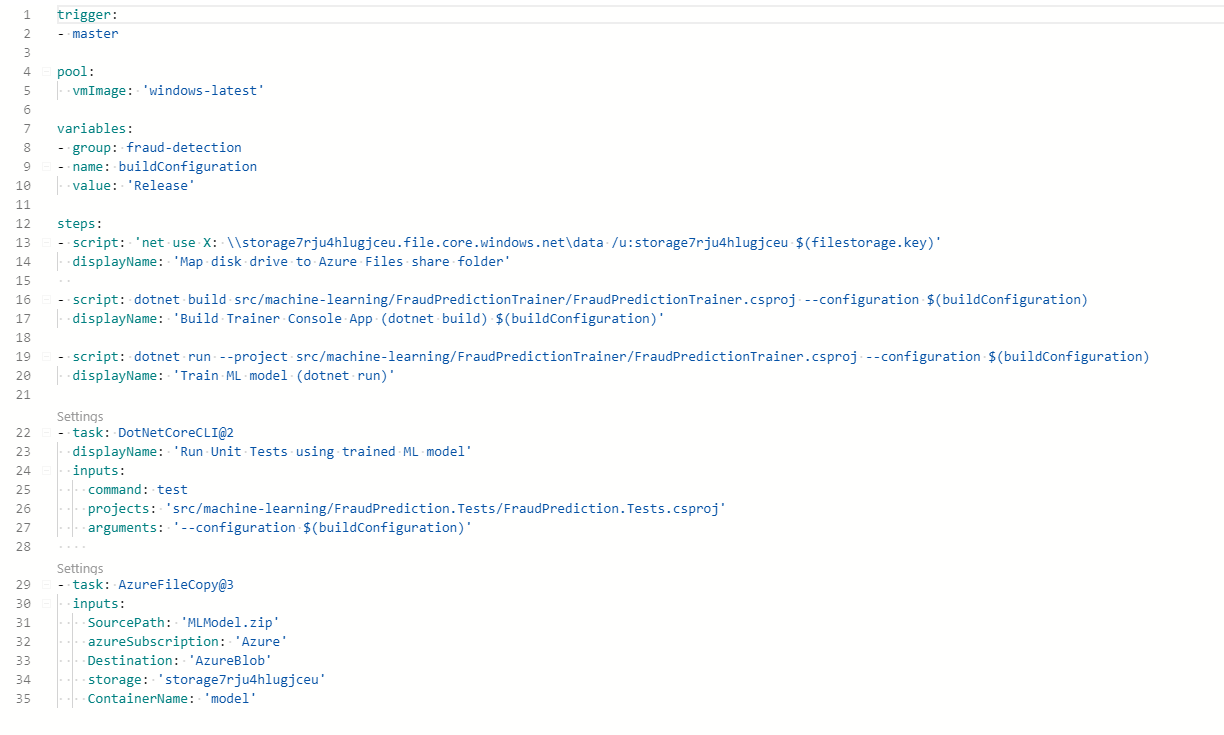 1 trigger:
2 - master
3
4 pool:
5   vmImage: 'windows-latest'
6
7 variables:
8 - group: fraud-detection
9 - name: buildConfiguration
10   value: 'Release'
11
12 steps:
13 - script: 'net use X: \\storage7rju4hlugjceu.file.core.windows.net\data /u:storage7rju4hlugjceu $(filestorage.key)'
14   displayName: 'Map disk drive to Azure Files share folder'
15
16 - script: dotnet build src/machine-learning/FraudPredictionTrainer/FraudPredictionTrainer.csproj --configuration $(buildConfiguration)
17   displayName: 'Build Trainer Console App (dotnet build) $(buildConfiguration)'
18
19 - script: dotnet run --project src/machine-learning/FraudPredictionTrainer/FraudPredictionTrainer.csproj --configuration $(buildConfiguration)
20   displayName: 'Train ML model (dotnet run)'
21
Settings
22 - task: DotNetCoreCLI@2
23   displayName: 'Run Unit Tests using trained ML model'
24   inputs:
25     command: test
26     projects: 'src/machine-learning/FraudPrediction.Tests/FraudPrediction.Tests.csproj'
27     arguments: '--configuration $(buildConfiguration)'
28
Settings
29 - task: AzureFileCopy@3
30   inputs:
31     SourcePath: 'MLModel.zip'
32     azureSubscription: 'Azure'
33     Destination: 'AzureBlob'
34     storage: 'storage7rju4hlugjceu'
35     ContainerName: 'model'